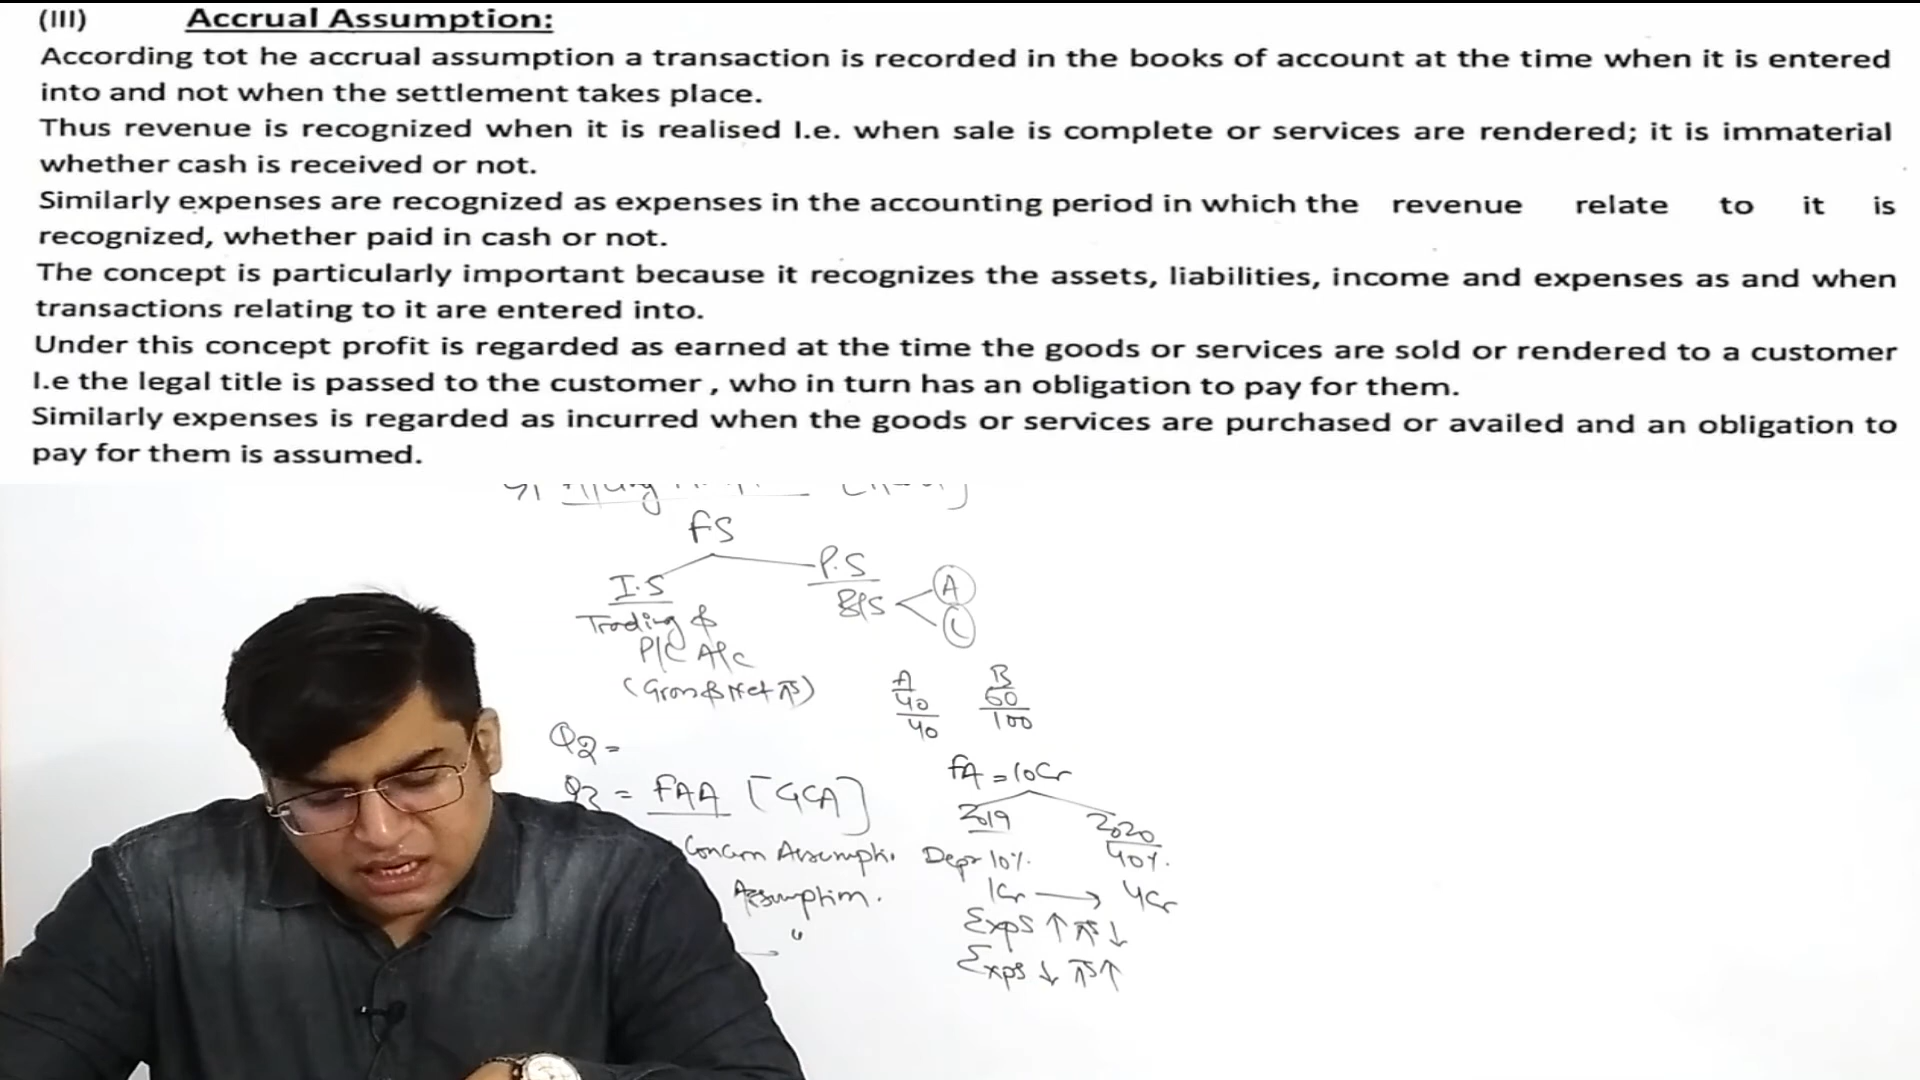 (III) Accrual Assumption:
According tot he accrual assumption a transaction is recorded in the books of account at the time when it is entered
into and not when the settlement takes place.
Thus revenue is recognized when it is realised I.e. when sale is complete or services are rendered; it is immaterial
whether cash is received or not.
Similarly expenses are recognized as expenses in the accounting period in which the revenue relate to it is
recognized, whether paid in cash or not.
The concept is particularly important because it recognizes the assets, liabilities, income and expenses as and when
transactions relating to it are entered into.
Under this concept profit is regarded as earned at the time the goods or services are sold or rendered to a customer
I.e the legal title is passed to the customer , who in turn has an obligation to pay for them.
Similarly expenses is regarded as incurred when the goods or services are purchased or availed and an obligation to
pay for them is assumed.
FS
I.S P.S
B/S A
L
Trading &
P/L A/c
(Gross & Net πs)
A B
40 60
40 100
Q2 =
Q3 = FAA [GCA]
FA = 10Cr
2019 2020
Concern Assumpt. Depr 10% 40%.
Assumption. 1Cr → 4Cr
"
Exps ↑ πs ↓
Exps ↓ πs ↑